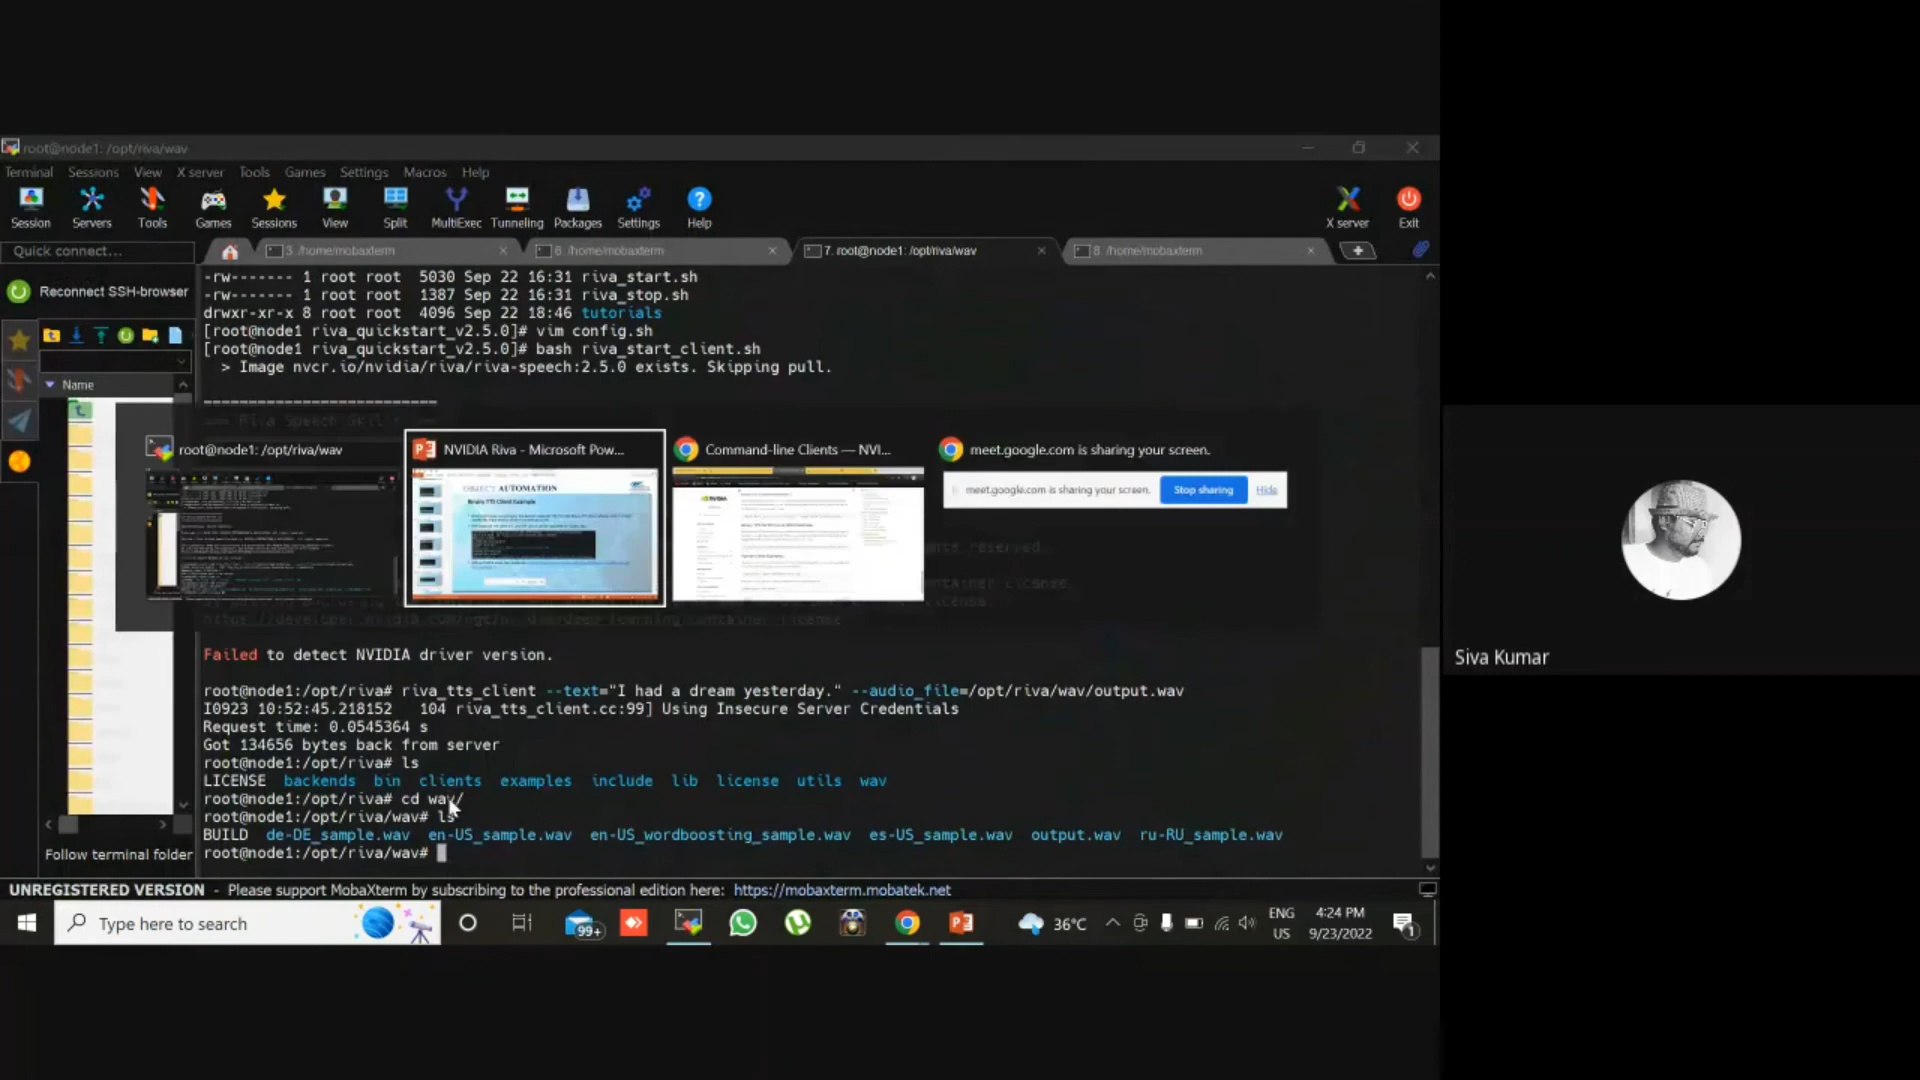 root@node1: /opt/riva/wav
Terminal Sessions View X server Tools Games Settings Macros Help
Session Servers Tools Games Sessions View Split MultiExec Tunneling Packages Settings Help X server Exit
Quick connect...
3. /home/mobaxterm
6. /home/mobaxterm
7. root@node1: /opt/riva/wav
8. /home/mobaxterm
Reconnect SSH-browser
Name
Follow terminal folder
-rw------- 1 root root 5030 Sep 22 16:31 riva_start.sh
-rw------- 1 root root 1387 Sep 22 16:31 riva_stop.sh
drwxr-xr-x 8 root root 4096 Sep 22 18:46 tutorials
[root@node1 riva_quickstart_v2.5.0]# vim config.sh
[root@node1 riva_quickstart_v2.5.0]# bash riva_start_client.sh
> Image nvcr.io/nvidia/riva/riva-speech:2.5.0 exists. Skipping pull.
==========================
=== Riva Speech Skills ===
root@node1: /opt/riva/wav
NVIDIA Riva - Microsoft Pow...
OBJECT AUTOMATION
Binary TTS Client Example
Command-line Clients — NVI...
meet.google.com is sharing your screen.
meet.google.com is sharing your screen. Stop sharing Hide
Failed to detect NVIDIA driver version.
root@node1:/opt/riva# riva_tts_client --text="I had a dream yesterday." --audio_file=/opt/riva/wav/output.wav
I0923 10:52:45.218152 104 riva_tts_client.cc:99] Using Insecure Server Credentials
Request time: 0.0545364 s
Got 134656 bytes back from server
root@node1:/opt/riva# ls
LICENSE backends bin clients examples include lib license utils wav
root@node1:/opt/riva# cd wav/
root@node1:/opt/riva/wav# ls
BUILD de-DE_sample.wav en-US_sample.wav en-US_wordboosting_sample.wav es-US_sample.wav output.wav ru-RU_sample.wav
root@node1:/opt/riva/wav#
UNREGISTERED VERSION - Please support MobaXterm by subscribing to the professional edition here: https://mobaxterm.mobatek.net
Type here to search
99+
36°C
ENG
US
4:24 PM
9/23/2022
1
Siva Kumar